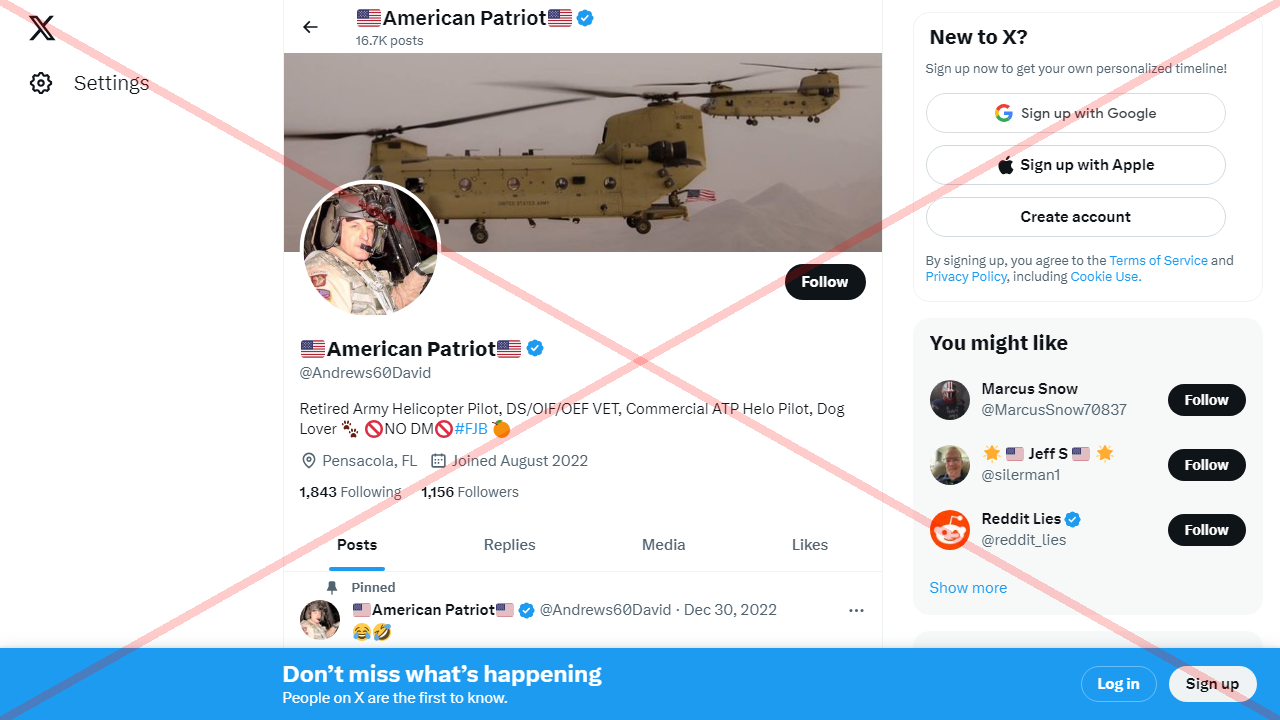 🇺🇸American Patriot🇺🇸
16.7K posts
Settings
UNITED STATES ARMY
Follow
🇺🇸American Patriot🇺🇸
@Andrews60David
Retired Army Helicopter Pilot, DS/OIF/OEF VET, Commercial ATP Helo Pilot, Dog
Lover 🐾 🚫NO DM🚫#FJB 🍊
Pensacola, FL Joined August 2022
1,843 Following 1,156 Followers
Posts Replies Media Likes
Pinned
🇺🇸American Patriot🇺🇸 @Andrews60David · Dec 30, 2022
😂🤣
New to X?
Sign up now to get your own personalized timeline!
Sign up with Google
Sign up with Apple
Create account
By signing up, you agree to the Terms of Service and
Privacy Policy, including Cookie Use.
You might like
Marcus Snow
@MarcusSnow70837
Follow
🌟 🇺🇸 Jeff S 🇺🇸 🌟
@silerman1
Follow
Reddit Lies
@reddit_lies
Follow
Show more
Don’t miss what’s happening
People on X are the first to know.
Log in Sign up